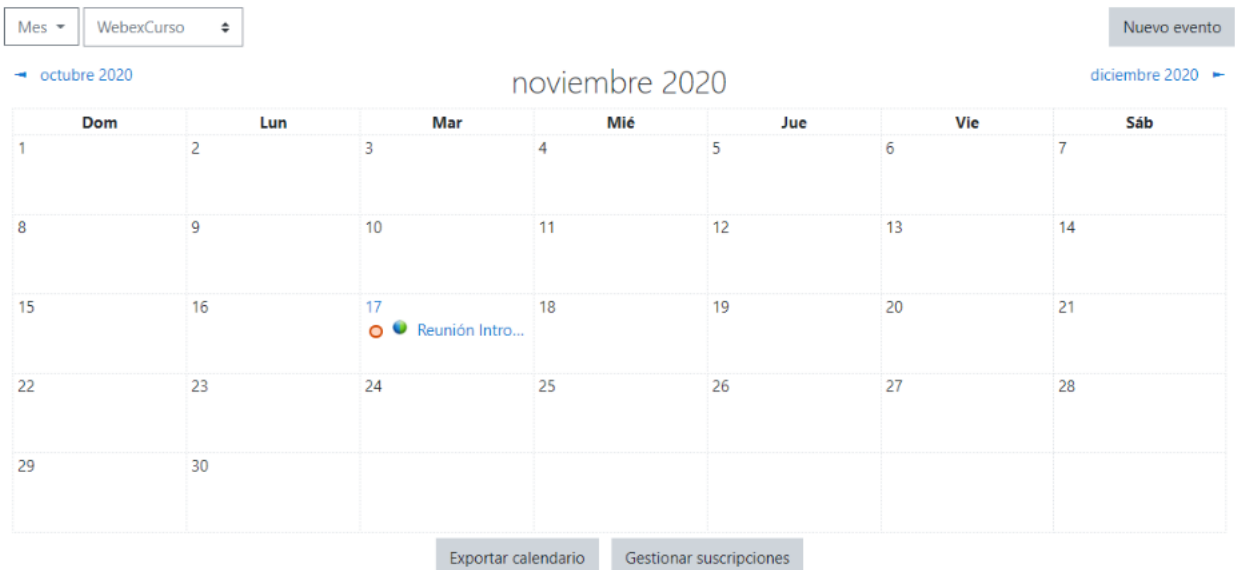 Mes WebexCurso Nuevo evento
octubre 2020 noviembre 2020 diciembre 2020
Dom Lun Mar Mié Jue Vie Sáb
1 2 3 4 5 6 7
8 9 10 11 12 13 14
15 16 17 18 19 20 21
Reunión Intro...
22 23 24 25 26 27 28
29 30
Exportar calendario Gestionar suscripciones